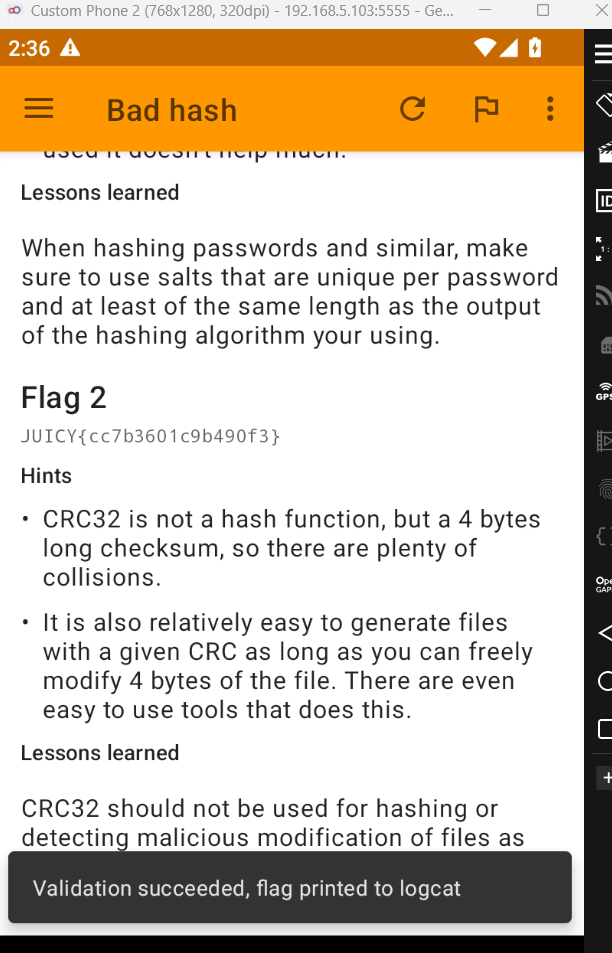 Custom Phone 2 (768x1280, 320dpi) - 192.168.5.103:5555 - Ge...
2:36
Bad hash
used it doesn't help much.
Lessons learned
When hashing passwords and similar, make
sure to use salts that are unique per password
and at least of the same length as the output
of the hashing algorithm your using.
Flag 2
JUICY{cc7b3601c9b490f3}
Hints
• CRC32 is not a hash function, but a 4 bytes
long checksum, so there are plenty of
collisions.
• It is also relatively easy to generate files
with a given CRC as long as you can freely
modify 4 bytes of the file. There are even
easy to use tools that does this.
Lessons learned
CRC32 should not be used for hashing or
detecting malicious modification of files as
Validation succeeded, flag printed to logcat
ID
GPS
Ope
GAP